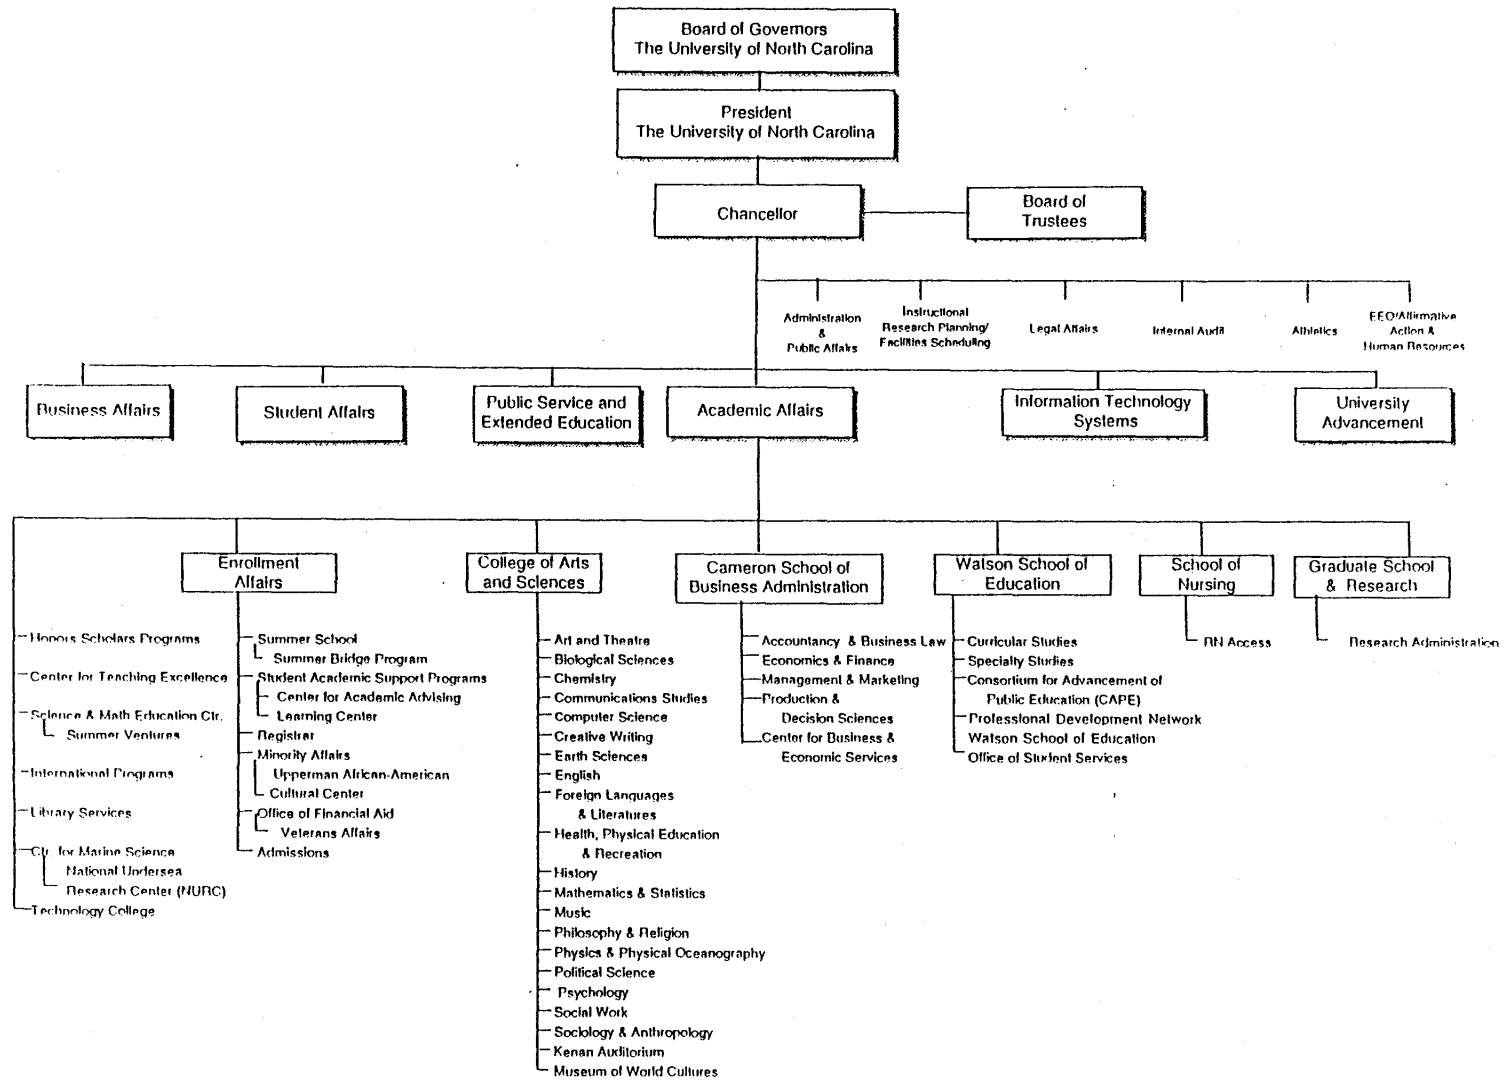 Board of Governors
The University of North Carolina
President
The University of North Carolina
Chancellor
Board of
Trustees
Administration
&
Public Affairs
Instructional
Research Planning/
Facilities Scheduling
Legal Affairs
Internal Audit
Athletics
EEO/Affirmative
Action &
Human Resources
Business Affairs
Student Affairs
Public Service and
Extended Education
Academic Affairs
Information Technology
Systems
University
Advancement
Enrollment
Affairs
College of Arts
and Sciences
Cameron School of
Business Administration
Watson School of
Education
School of
Nursing
Graduate School
& Research
Honors Scholars Programs
Center for Teaching Excellence
Science & Math Education Ctr.
Summer Ventures
International Programs
Library Services
Ctr. for Marine Science
National Undersea
Research Center (NURC)
Technology College
Summer School
Summer Bridge Program
Student Academic Support Programs
Center for Academic Advising
Learning Center
Registrar
Minority Affairs
Upperman African-American
Cultural Center
Office of Financial Aid
Veterans Affairs
Admissions
Art and Theatre
Biological Sciences
Chemistry
Communications Studies
Computer Science
Creative Writing
Earth Sciences
English
Foreign Languages
& Literatures
Health, Physical Education
& Recreation
History
Mathematics & Statistics
Music
Philosophy & Religion
Physics & Physical Oceanography
Political Science
Psychology
Social Work
Sociology & Anthropology
Kenan Auditorium
Museum of World Cultures
Accountancy & Business Law
Economics & Finance
Management & Marketing
Production &
Decision Sciences
Center for Business &
Economic Services
Curricular Studies
Specialty Studies
Consortium for Advancement of
Public Education (CAPE)
Professional Development Network
Watson School of Education
Office of Student Services
RN Access
Research Administration